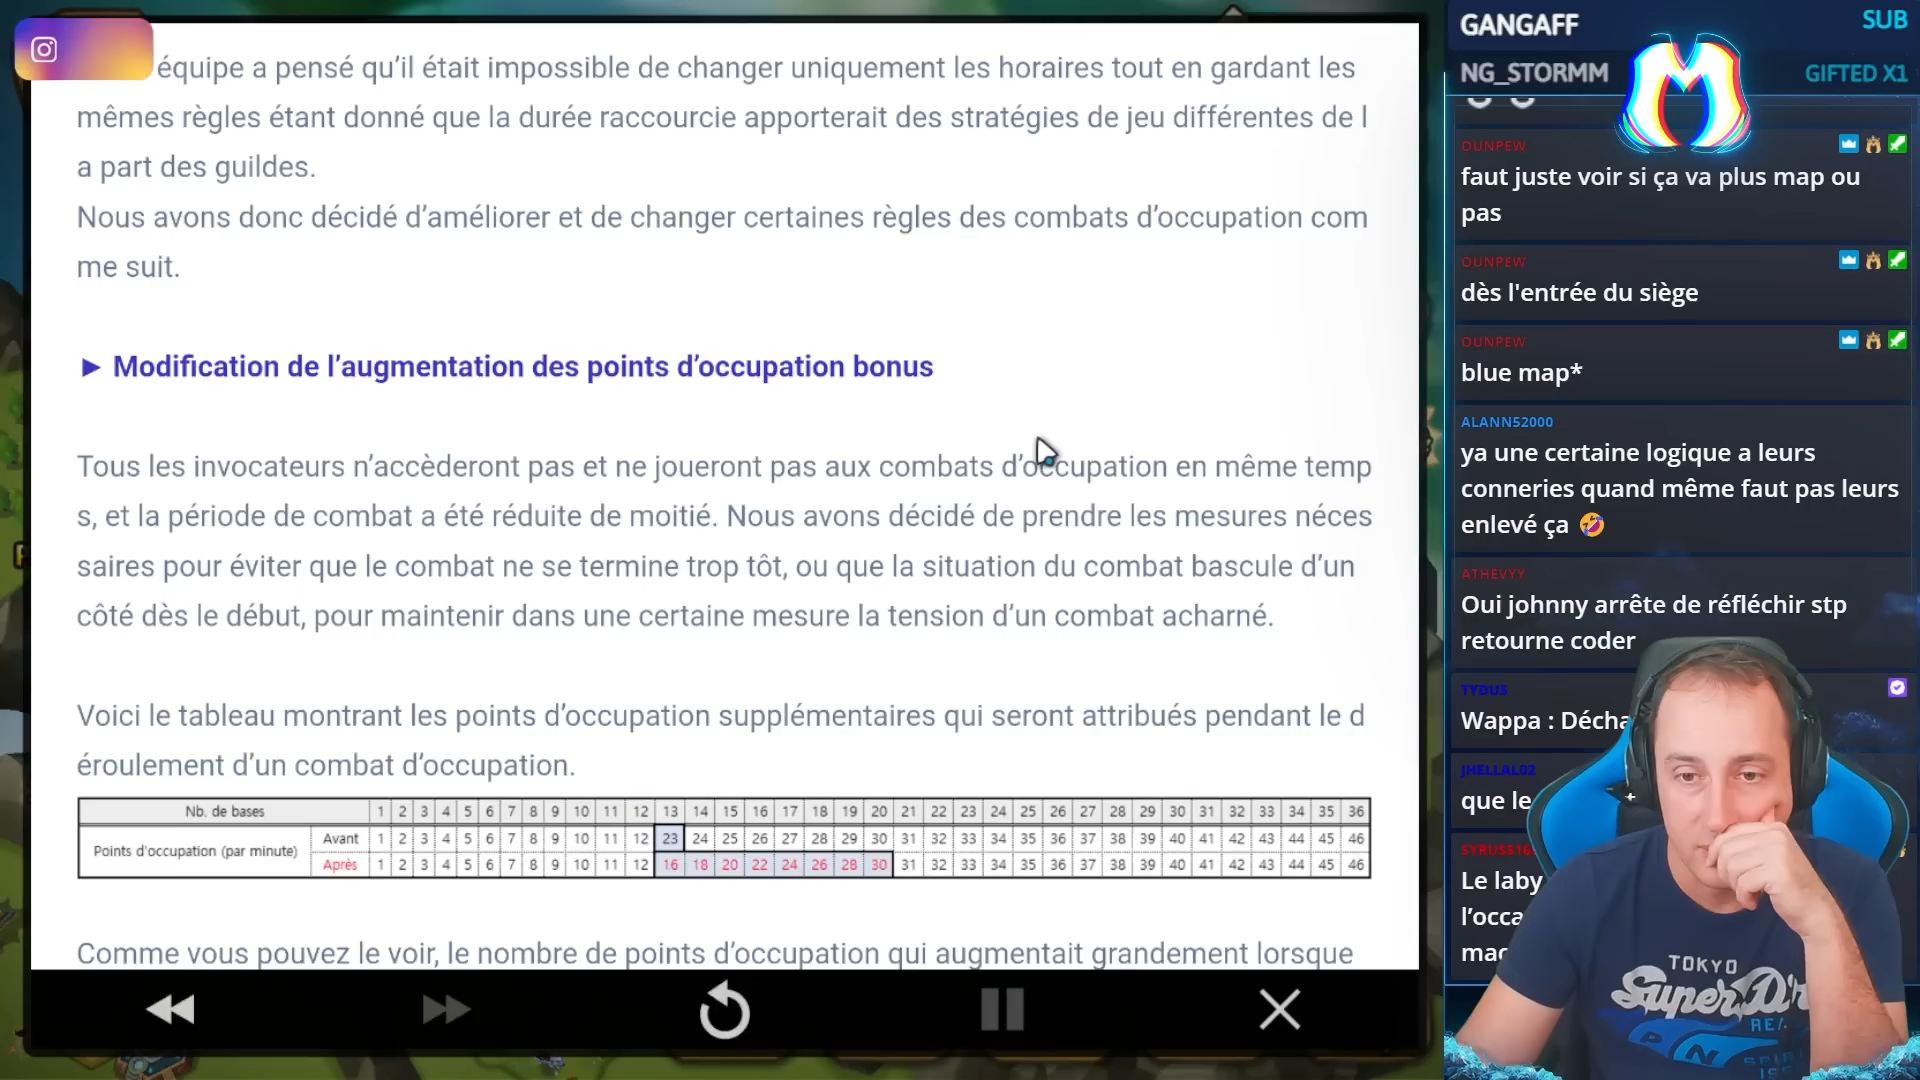 équipe a pensé qu'il était impossible de changer uniquement les horaires tout en gardant les
mêmes règles étant donné que la durée raccourcie apporterait des stratégies de jeu différentes de l
a part des guildes.
Nous avons donc décidé d'améliorer et de changer certaines règles des combats d'occupation com
me suit.
► Modification de l'augmentation des points d'occupation bonus
Tous les invocateurs n'accèderont pas et ne joueront pas aux combats d'occupation en même temp
s, et la période de combat a été réduite de moitié. Nous avons décidé de prendre les mesures néces
saires pour éviter que le combat ne se termine trop tôt, ou que la situation du combat bascule d'un
côté dès le début, pour maintenir dans une certaine mesure la tension d'un combat acharné.
Voici le tableau montrant les points d'occupation supplémentaires qui seront attribués pendant le d
éroulement d'un combat d'occupation.
Nb. de bases 1 2 3 4 5 6 7 8 9 10 11 12 13 14 15 16 17 18 19 20 21 22 23 24 25 26 27 28 29 30 31 32 33 34 35 36
Points d'occupation (par minute)
Avant 1 2 3 4 5 6 7 8 9 10 11 12 23 24 25 26 27 28 29 30 31 32 33 34 35 36 37 38 39 40 41 42 43 44 45 46
Après 1 2 3 4 5 6 7 8 9 10 11 12 16 18 20 22 24 26 28 30 31 32 33 34 35 36 37 38 39 40 41 42 43 44 45 46
Comme vous pouvez le voir, le nombre de points d'occupation qui augmentait grandement lorsque
GANGAFF SUB
NG_STORMM GIFTED X1
OUNPEW
faut juste voir si ça va plus map ou
pas
OUNPEW
dès l'entrée du siège
OUNPEW
blue map*
ALANN52000
ya une certaine logique a leurs
conneries quand même faut pas leurs
enlevé ça 🤣
ATHEVYY
Oui johnny arrête de réfléchir stp
retourne coder
TYDUS
Wappa : Décha
JHELLAL02
que le
Le laby
l'occa
mac
TOKYO
Superdry